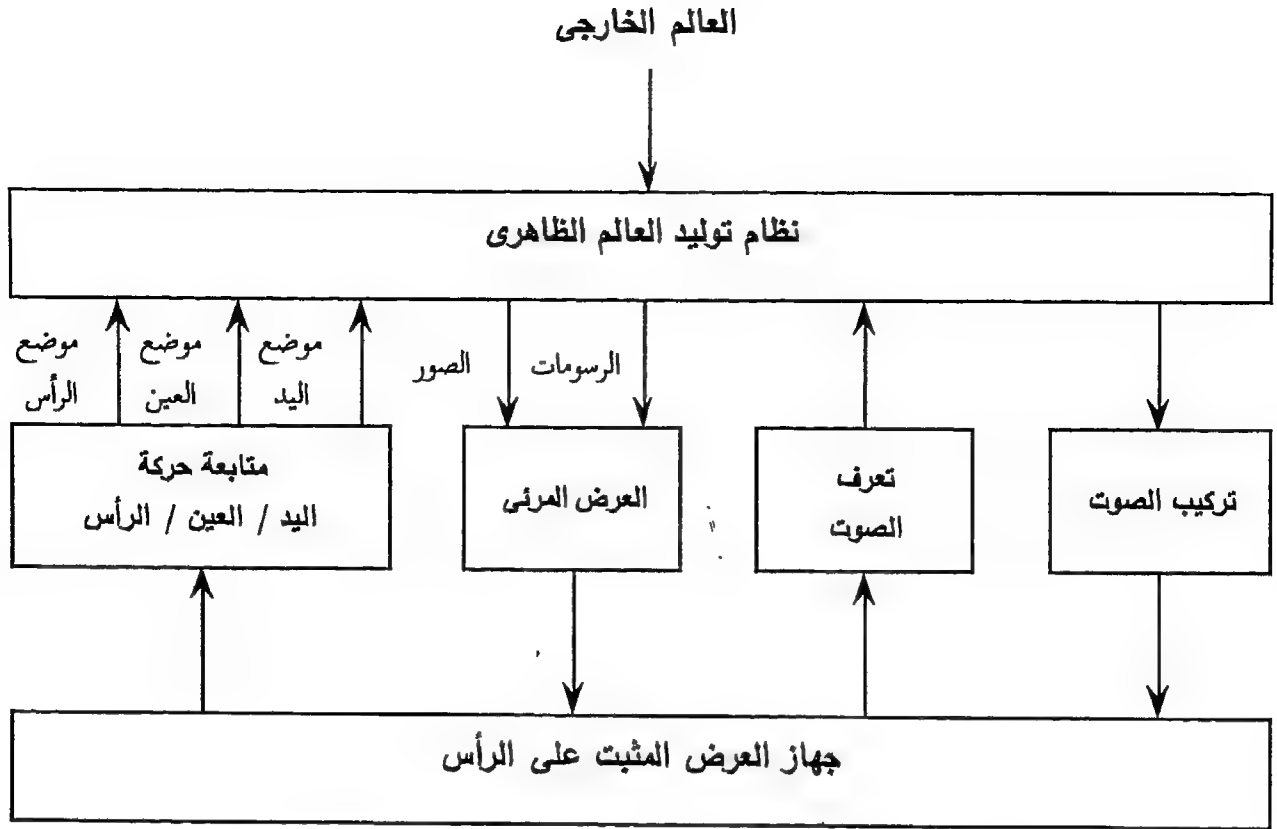 العالم الخارجى
نظام توليد العالم الظاهرى
الرسومات
الصور
موضع
اليد
موضع
العين
موضع
الرأس
تركيب الصوت
تعرف
الصوت
العرض المرئى
متابعة حركة
اليد / العين / الرأس
جهاز العرض المثبت على الرأس